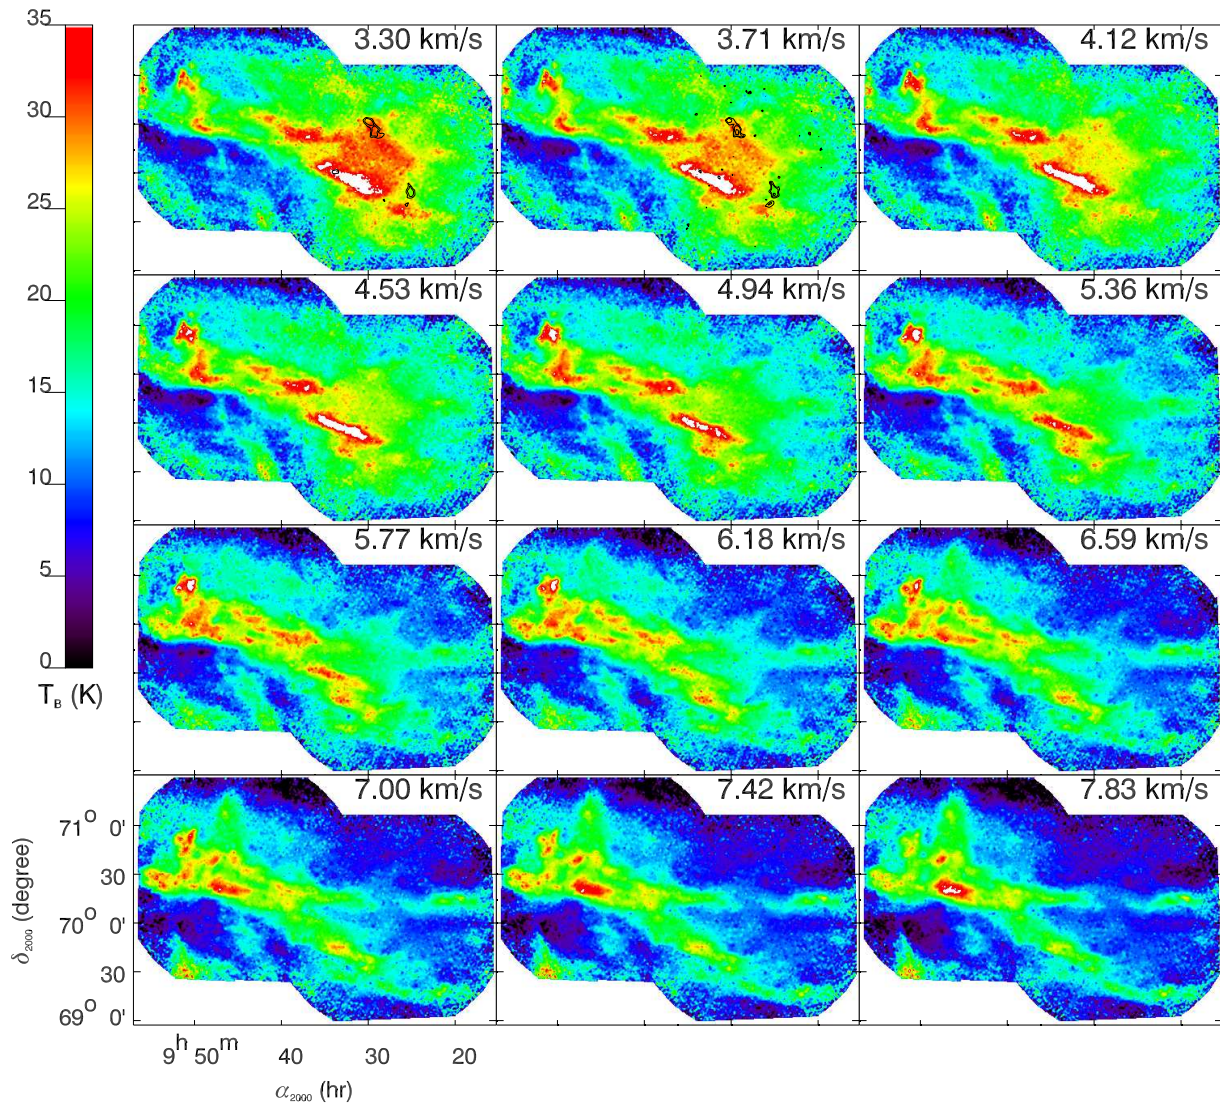 35
30
25
20
15
10
5
0
T_B (K)
3.30 km/s
3.71 km/s
4.12 km/s
4.53 km/s
4.94 km/s
5.36 km/s
5.77 km/s
6.18 km/s
6.59 km/s
7.00 km/s
7.42 km/s
7.83 km/s
71° 0'
30
70° 0'
30
69° 0'
δ2000 (degree)
9h 50m 40 30 20
α2000 (hr)